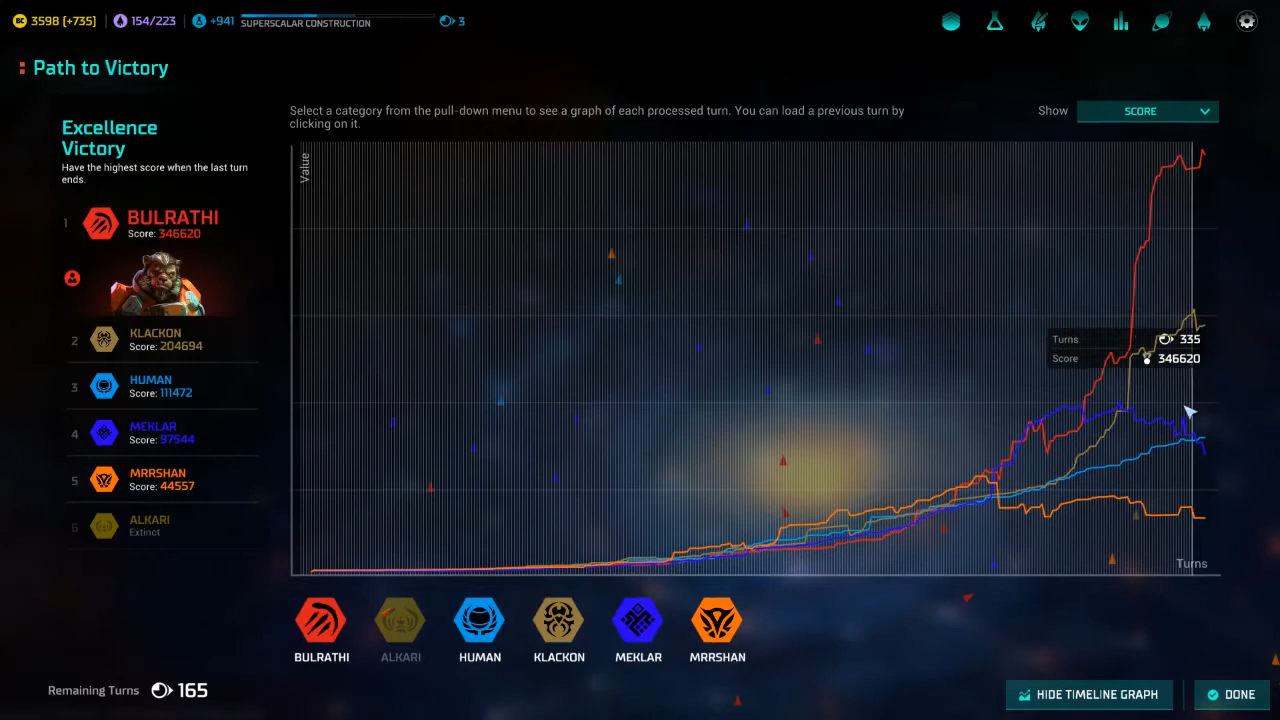 3598 [+735]
154/223
+941
SUPERSCALAR CONSTRUCTION
3
Path to Victory
Select a category from the pull-down menu to see a graph of each processed turn. You can load a previous turn by
clicking on it.
Show
SCORE
Excellence
Victory
Have the highest score when the last turn
ends.
1
BULRATHI
Score: 346620
2
KLACKON
Score: 204694
3
HUMAN
Score: 111472
4
MEKLAR
Score: 97544
5
MRRSHAN
Score: 44557
6
ALKARI
Extinct
Value
Turns
335
Score
346620
Turns
BULRATHI
ALKARI
HUMAN
KLACKON
MEKLAR
MRRSHAN
Remaining Turns
165
HIDE TIMELINE GRAPH
DONE